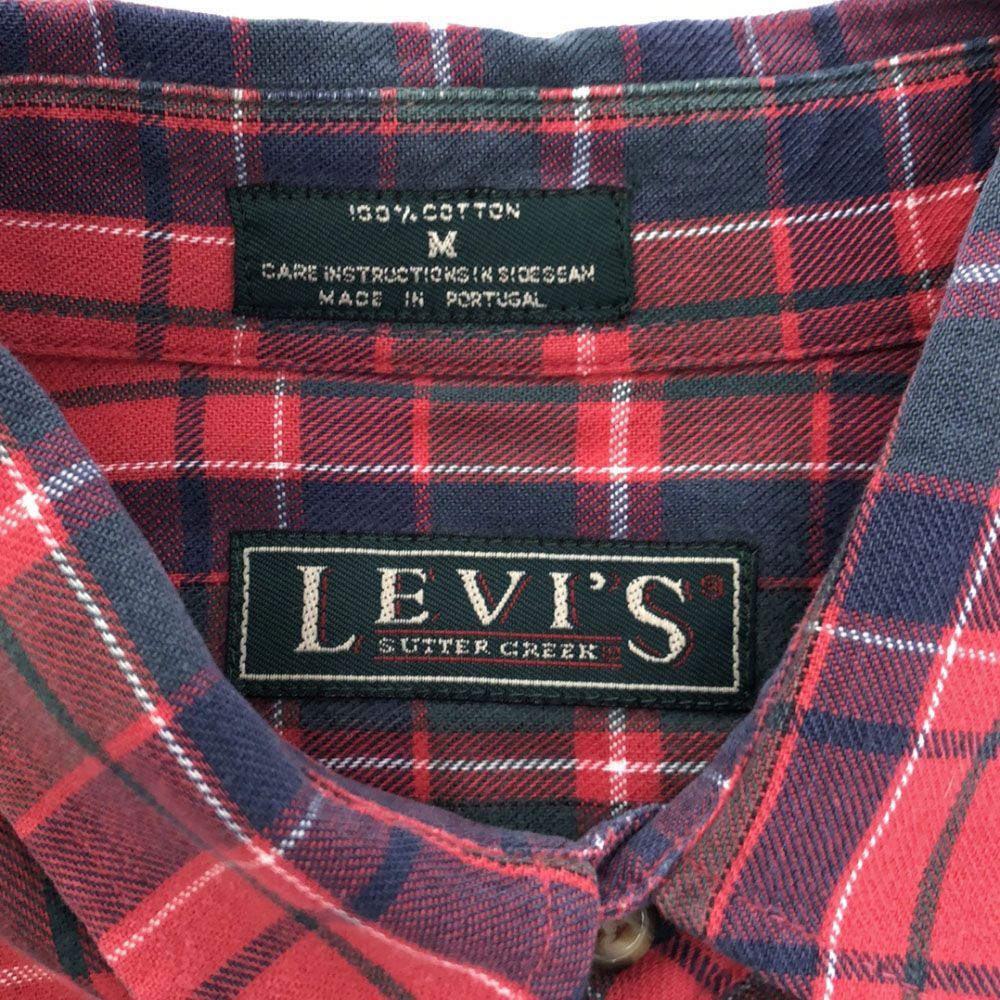 100% COTTON
M
CARE INSTRUCTIONS IN SIDESEAM
MADE IN PORTUGAL
LEVI'S®
SUTTER CREEK